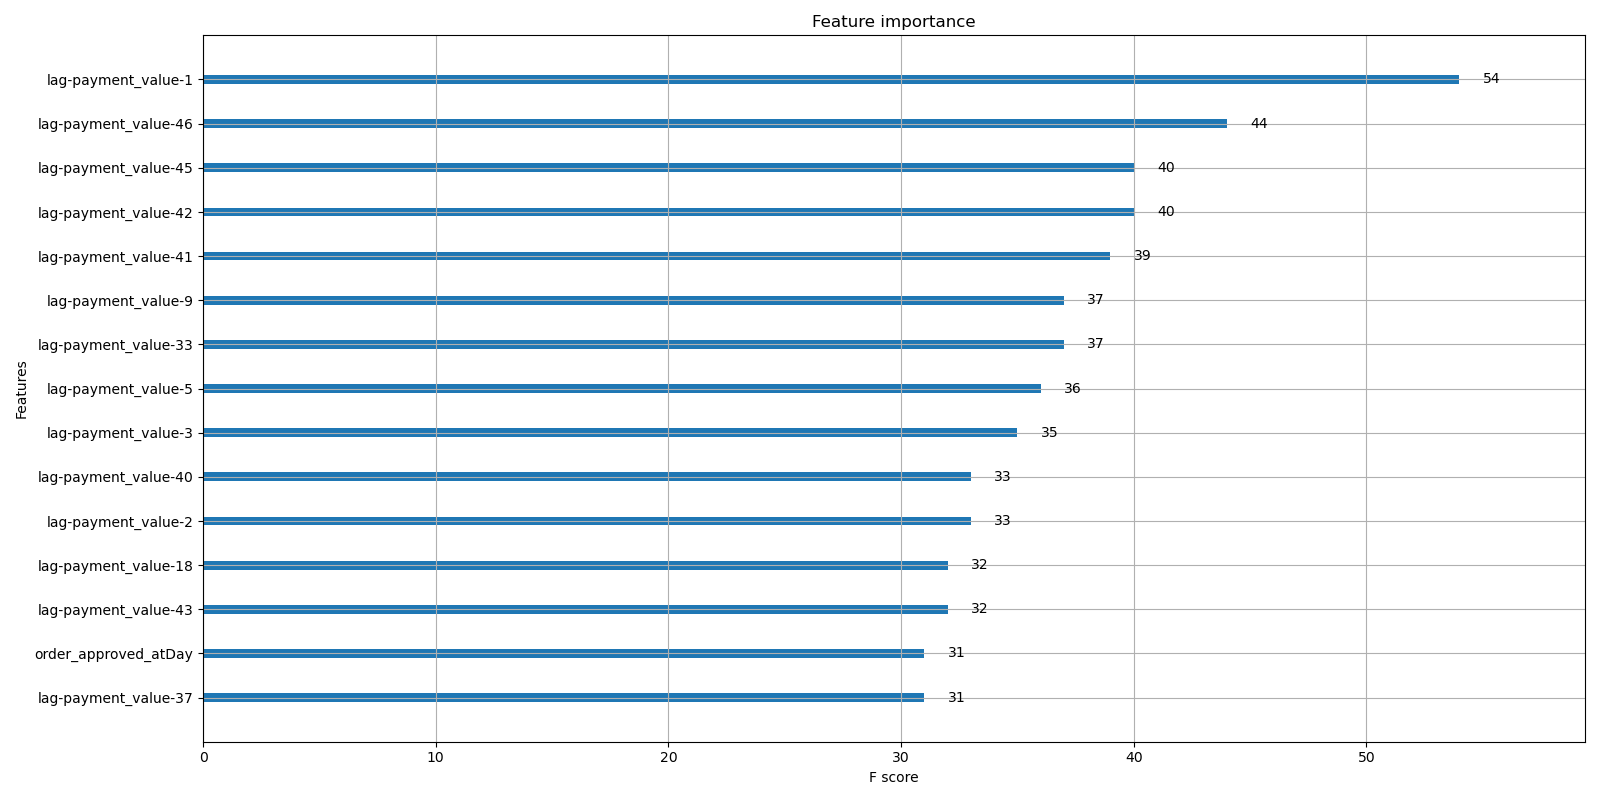 Feature importance
lag-payment_value-1 54
lag-payment_value-46 44
lag-payment_value-45 40
lag-payment_value-42 40
lag-payment_value-41 39
lag-payment_value-9 37
lag-payment_value-33 37
lag-payment_value-5 36
lag-payment_value-3 35
lag-payment_value-40 33
lag-payment_value-2 33
lag-payment_value-18 32
lag-payment_value-43 32
order_approved_atDay 31
lag-payment_value-37 31
Features
0 10 20 30 40 50
F score